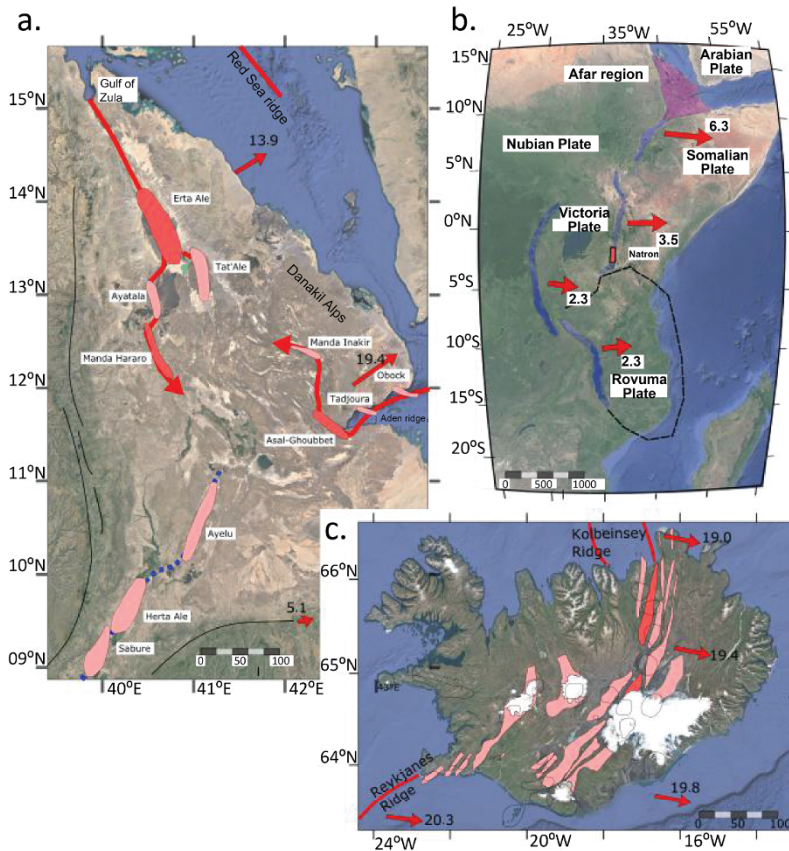 a.
15°N
14°N
13°N
12°N
11°N
10°N
09°N
40°E
41°E
42°E
Gulf of
Zula
Red Sea ridge
13.9
Erta Ale
Tat'Ale
Ayatala
Danakil Alps
Manda Hararo
Manda Inakir
19.4
Obock
Tadjoura
Aden ridge
Asal-Ghoubbet
Ayelu
Herta Ale
Sabure
5.1
0 50 100
b.
25°W
35°W
55°W
15°N
10°N
5°N
0°N
5°S
10°S
15°S
20°S
Arabian
Plate
Afar region
6.3
Nubian Plate
Somalian
Plate
Victoria
Plate
3.5
Natron
2.3
2.3
Rovuma
Plate
0 500 1000
c.
Kolbeinsey
Ridge
19.0
66°N
65°N
64°N
19.4
Reykjanes
Ridge
20.3
19.8
0 50 100
24°W
20°W
16°W